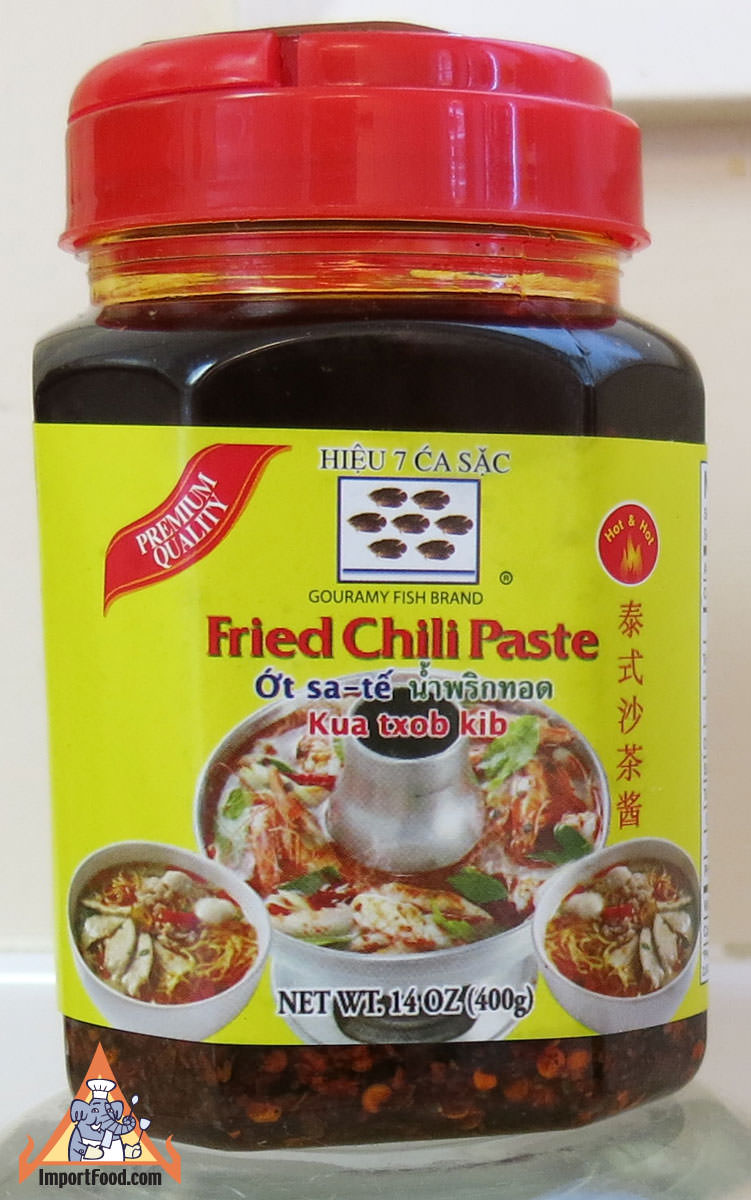 HIỆU 7 ĆA SẶC
PREMIUM
QUALITY
Hot & Hot
®
GOURAMY FISH BRAND
Fried Chili Paste
Ớt sa-tế น้ำพริกทอด
Kua txob kib
泰式沙茶酱
NET WT. 14 OZ (400g)
ImportFood.com